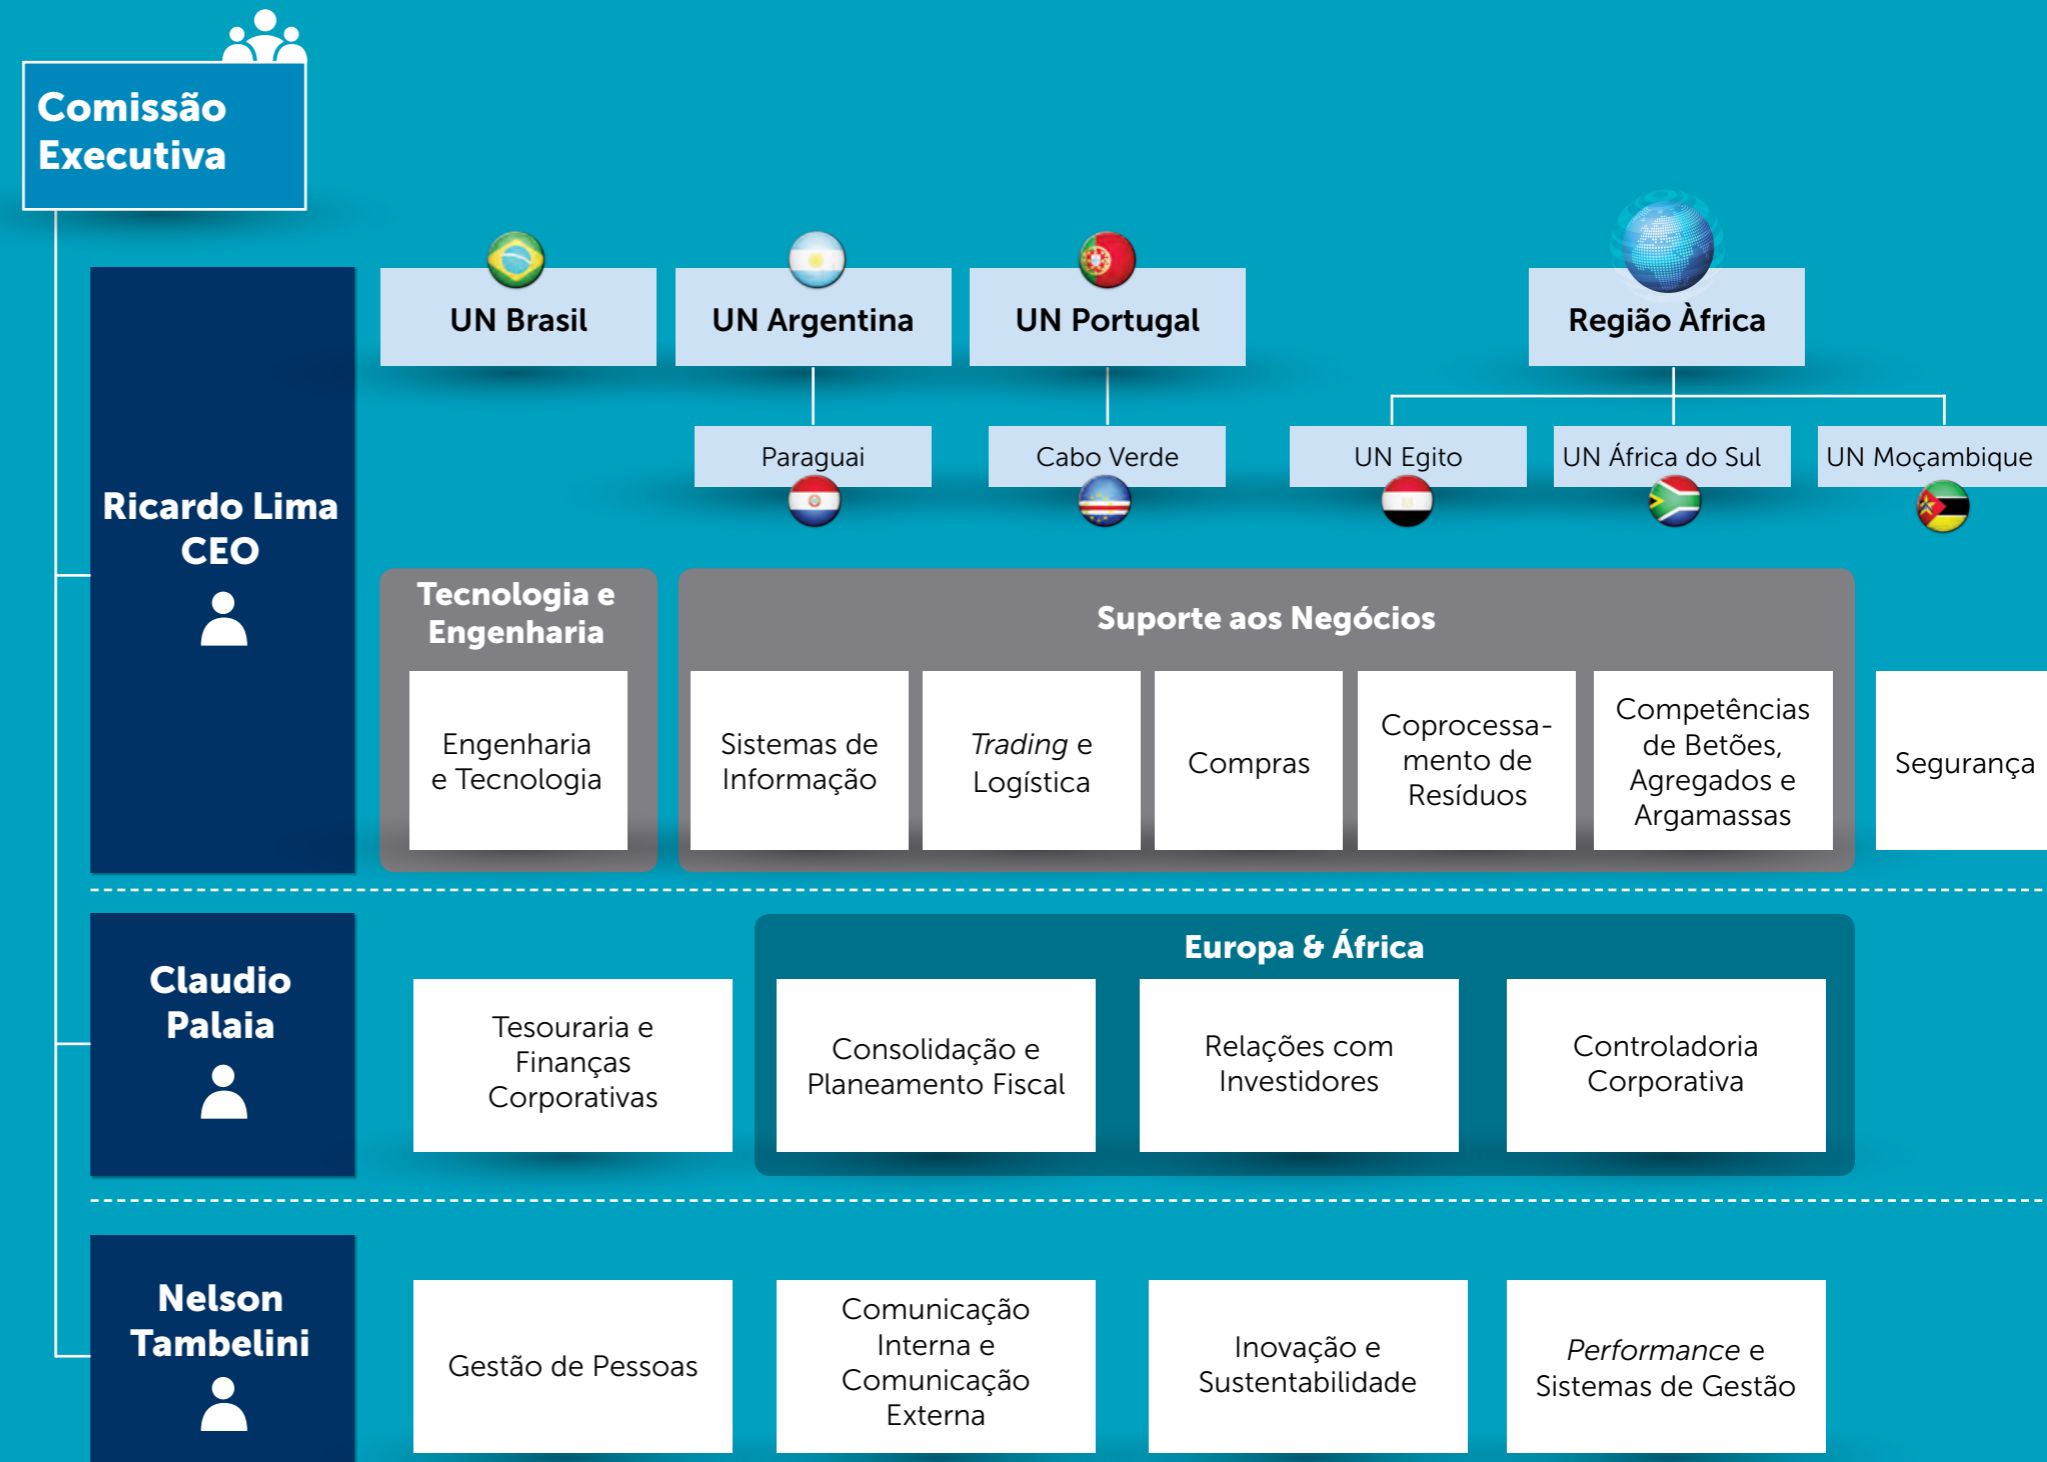 Comissão
Executiva
UN Brasil
UN Argentina
UN Portugal
Região Àfrica
Paraguai
Cabo Verde
UN Egito
UN África do Sul
UN Moçambique
Ricardo Lima
CEO
Tecnologia e
Engenharia
Suporte aos Negócios
Engenharia
e Tecnologia
Sistemas de
Informação
Trading e
Logística
Compras
Coprocessa-
mento de
Resíduos
Competências
de Betões,
Agregados e
Argamassas
Segurança
Claudio
Palaia
Europa & África
Tesouraria e
Finanças
Corporativas
Consolidação e
Planeamento Fiscal
Relações com
Investidores
Controladoria
Corporativa
Nelson
Tambelini
Gestão de Pessoas
Comunicação
Interna e
Comunicação
Externa
Inovação e
Sustentabilidade
Performance e
Sistemas de Gestão